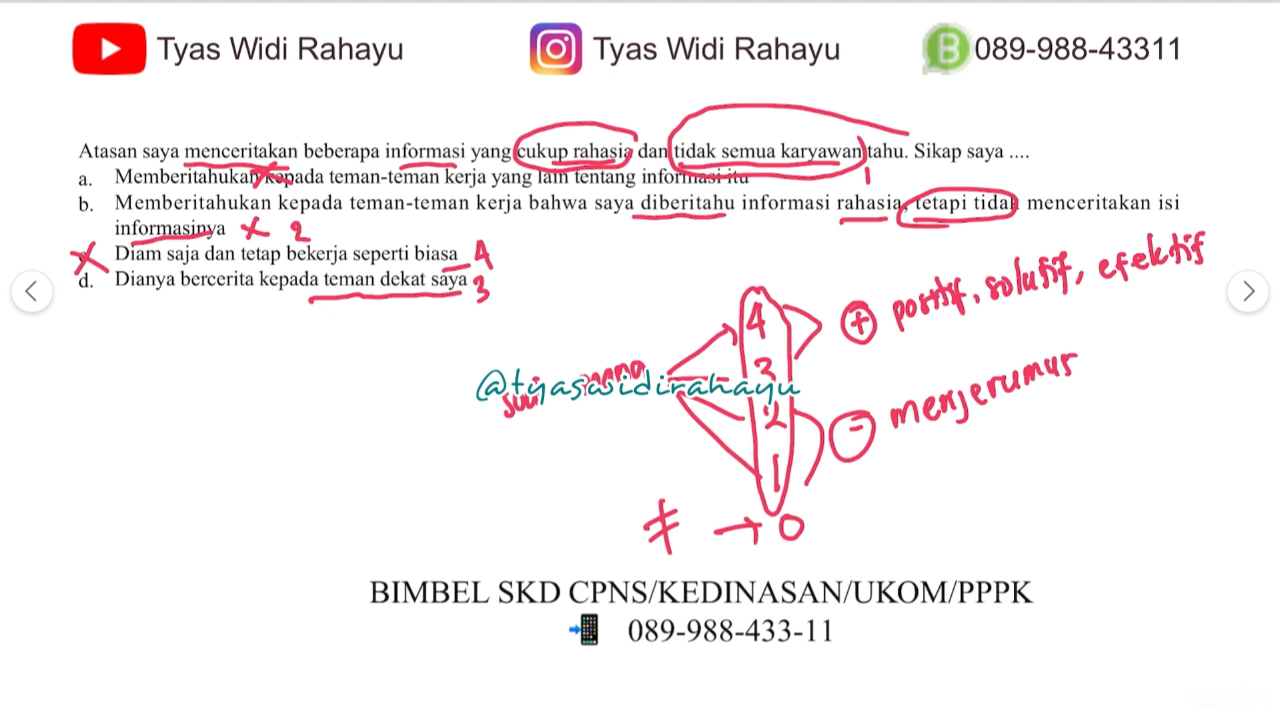 Tyas Widi Rahayu
Tyas Widi Rahayu
089-988-43311
Atasan saya menceritakan beberapa informasi yang cukup rahasia dan tidak semua karyawan tahu. Sikap saya ....
a. Memberitahukan kepada teman-teman kerja yang lain tentang informasi itu 1
b. Memberitahukan kepada teman-teman kerja bahwa saya diberitahu informasi rahasia, tetapi tidak menceritakan isi
informasinya x 2
Diam saja dan tetap bekerja seperti biasa 4
d. Dianya bercerita kepada teman dekat saya 3
4 + positif, solutif, efektif
3
@tyaswidirahayu
2 - menjerumus
1
≠ → 0
BIMBEL SKD CPNS/KEDINASAN/UKOM/PPPK
089-988-433-11